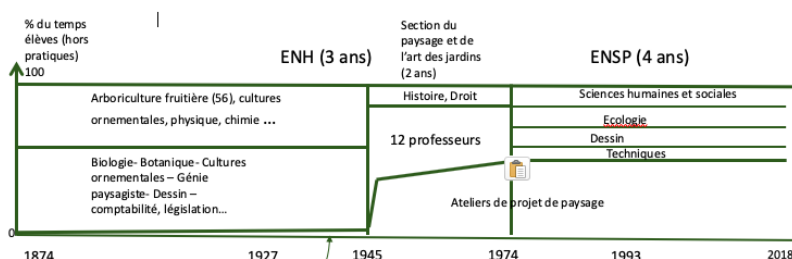 % du temps
élèves (hors
pratiques)
100
ENH (3 ans)
Section du
paysage et de
l'art des jardins
(2 ans)
ENSP (4 ans)
Arboriculture fruitière (56), cultures
ornementales, physique, chimie ...
Histoire, Droit
Sciences humaines et sociales
Ecologie
12 professeurs
Dessin
Techniques
Biologie- Botanique- Cultures
ornementales – Génie
paysagiste- Dessin –
comptabilité, législation...
Ateliers de projet de paysage
0
1874
1927
1945
1974
1993
2018